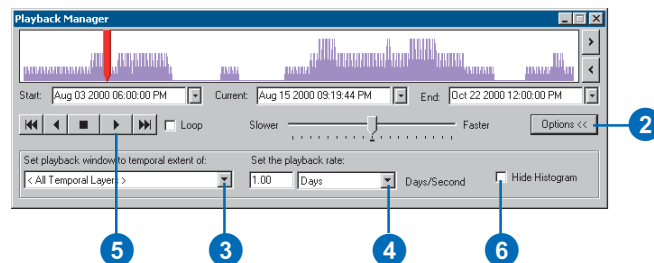 Playback Manager
Start: Aug 03 2000 06:00:00 PM Current: Aug 15 2000 09:19:44 PM End: Oct 22 2000 12:00:00 PM
Loop Slower Faster Options <<
2
Set playback window to temporal extent of: Set the playback rate:
< All Temporal Layers > 1.00 Days Days/Second Hide Histogram
5 3 4 6